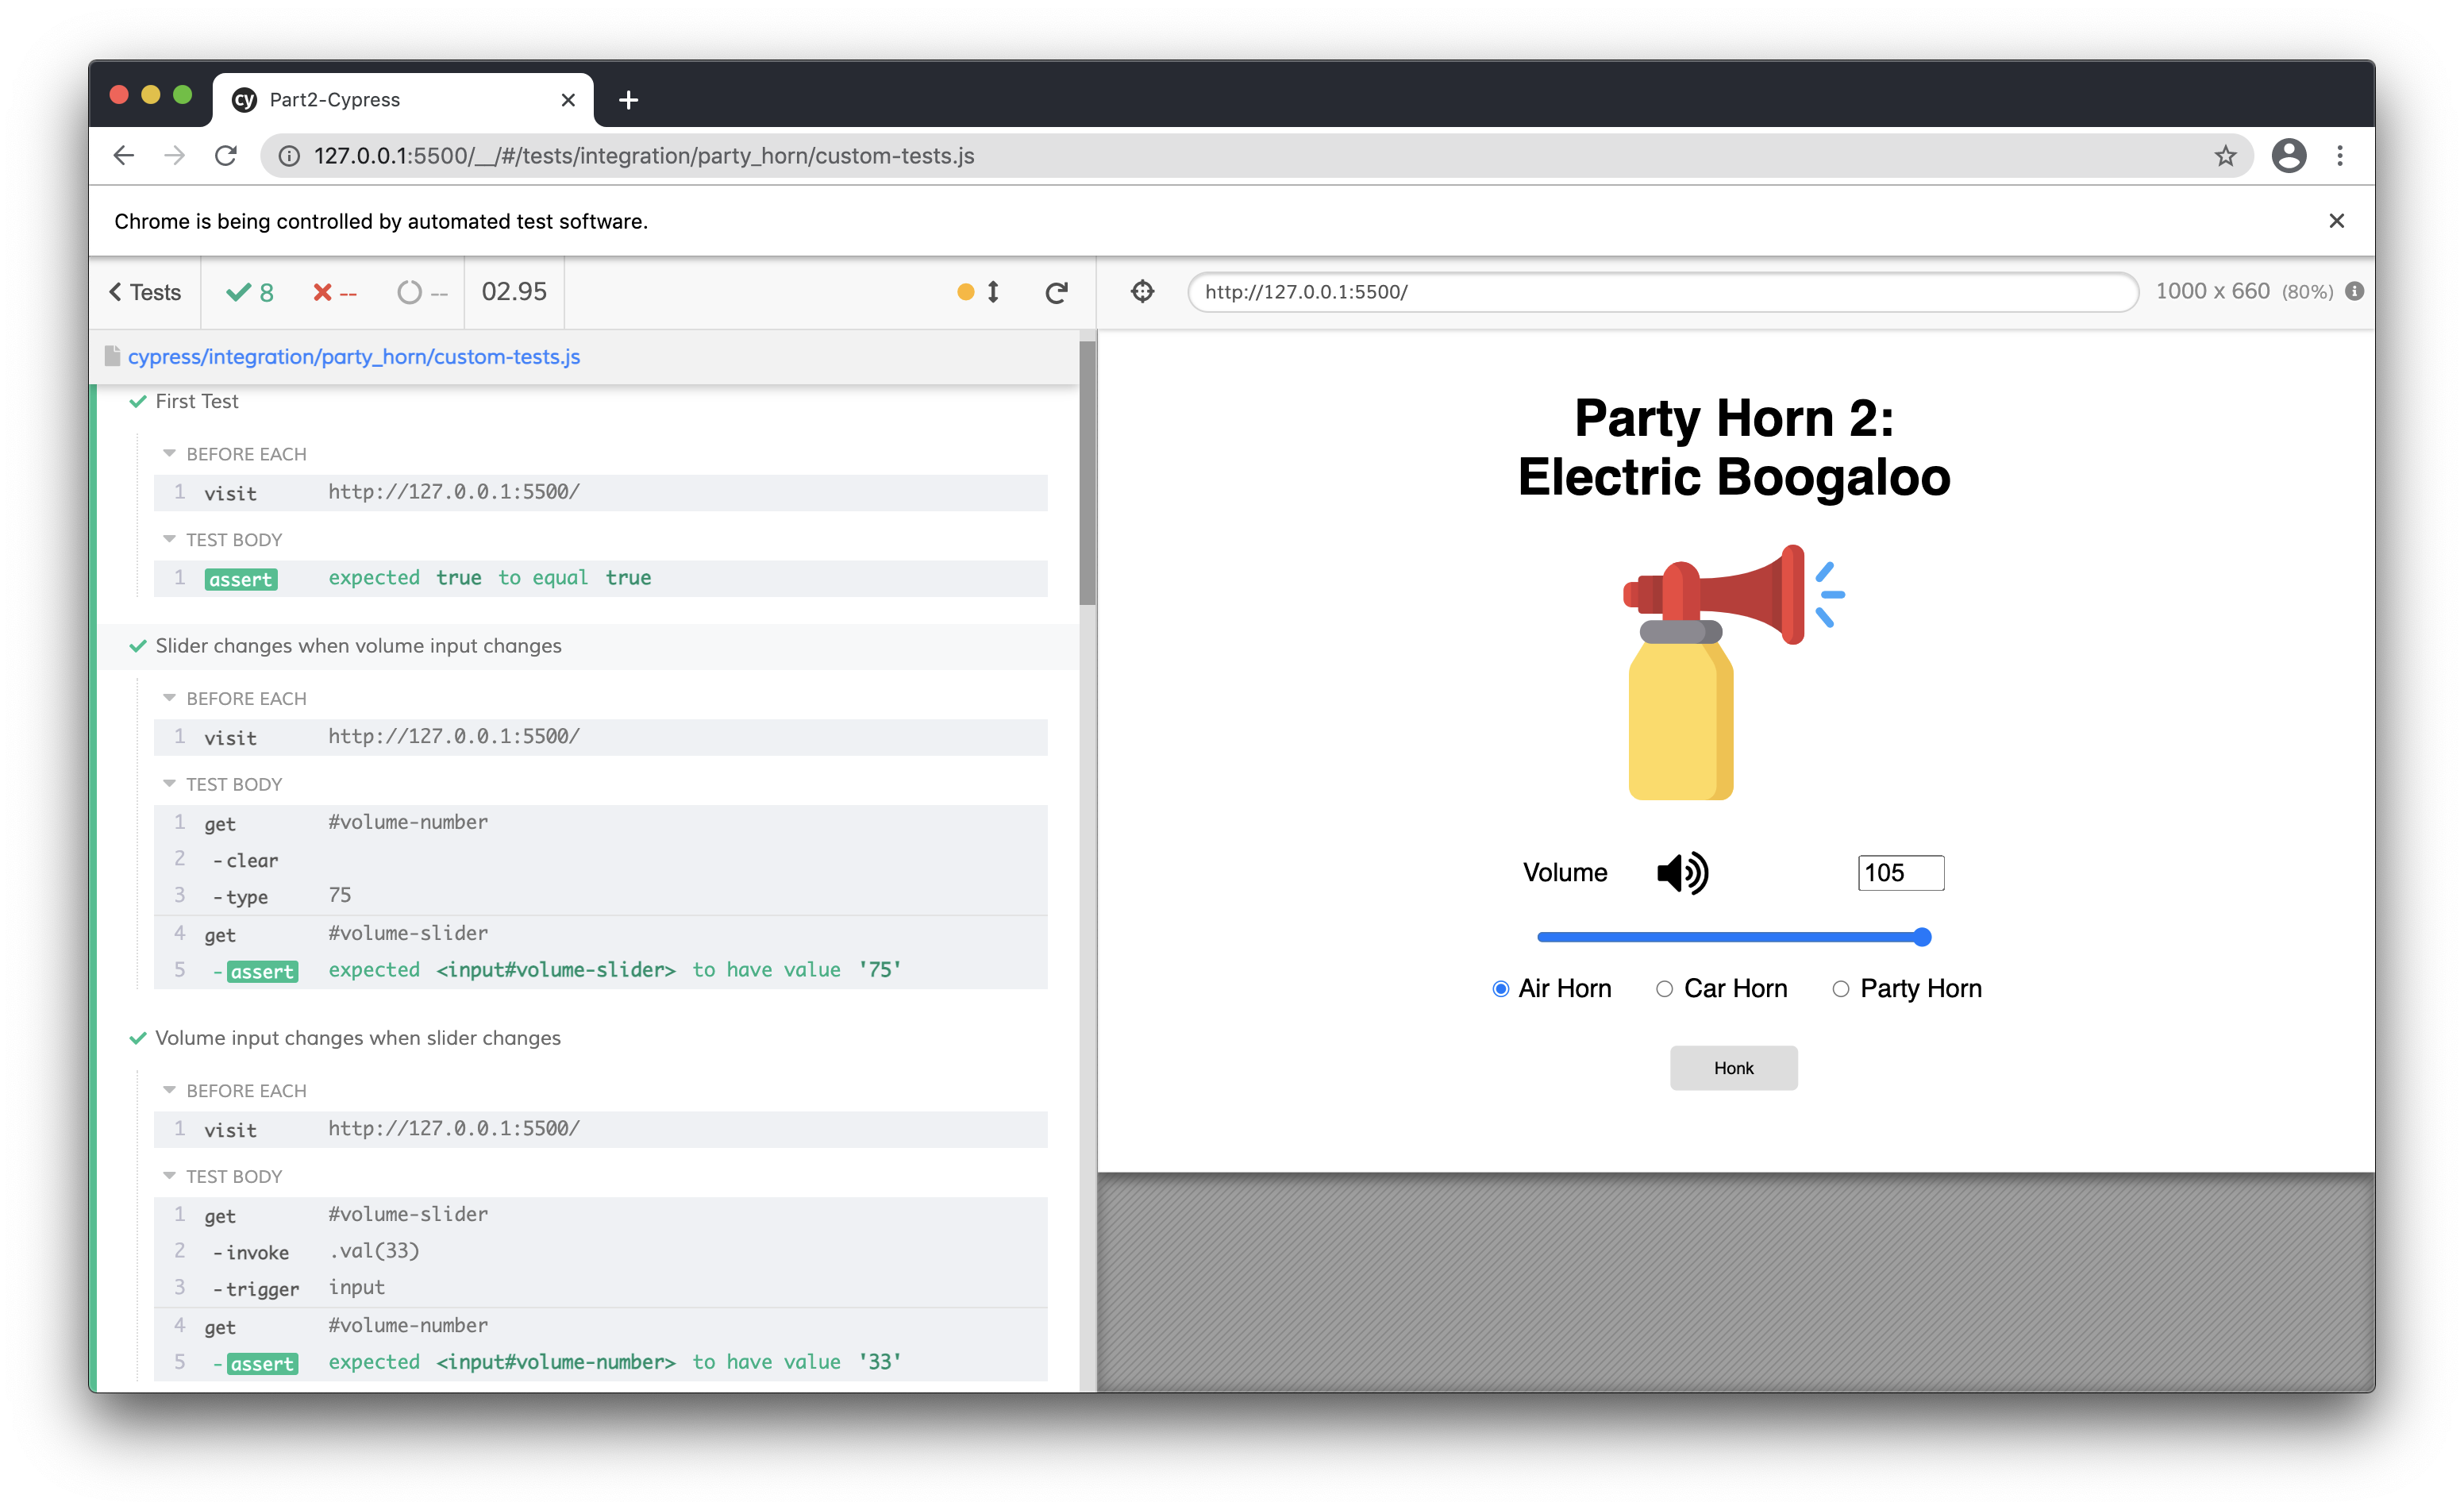 cy Part2-Cypress
127.0.0.1:5500/__/#/tests/integration/party_horn/custom-tests.js
Chrome is being controlled by automated test software.
Tests 8 -- -- 02.95
http://127.0.0.1:5500/ 1000 x 660 (80%)
cypress/integration/party_horn/custom-tests.js
First Test
BEFORE EACH
1 visit http://127.0.0.1:5500/
TEST BODY
1 assert expected true to equal true
Slider changes when volume input changes
BEFORE EACH
1 visit http://127.0.0.1:5500/
TEST BODY
1 get #volume-number
2 -clear
3 -type 75
4 get #volume-slider
5 -assert expected <input#volume-slider> to have value '75'
Volume input changes when slider changes
BEFORE EACH
1 visit http://127.0.0.1:5500/
TEST BODY
1 get #volume-slider
2 -invoke .val(33)
3 -trigger input
4 get #volume-number
5 -assert expected <input#volume-number> to have value '33'
Party Horn 2:
Electric Boogaloo
Volume 105
Air Horn Car Horn Party Horn
Honk